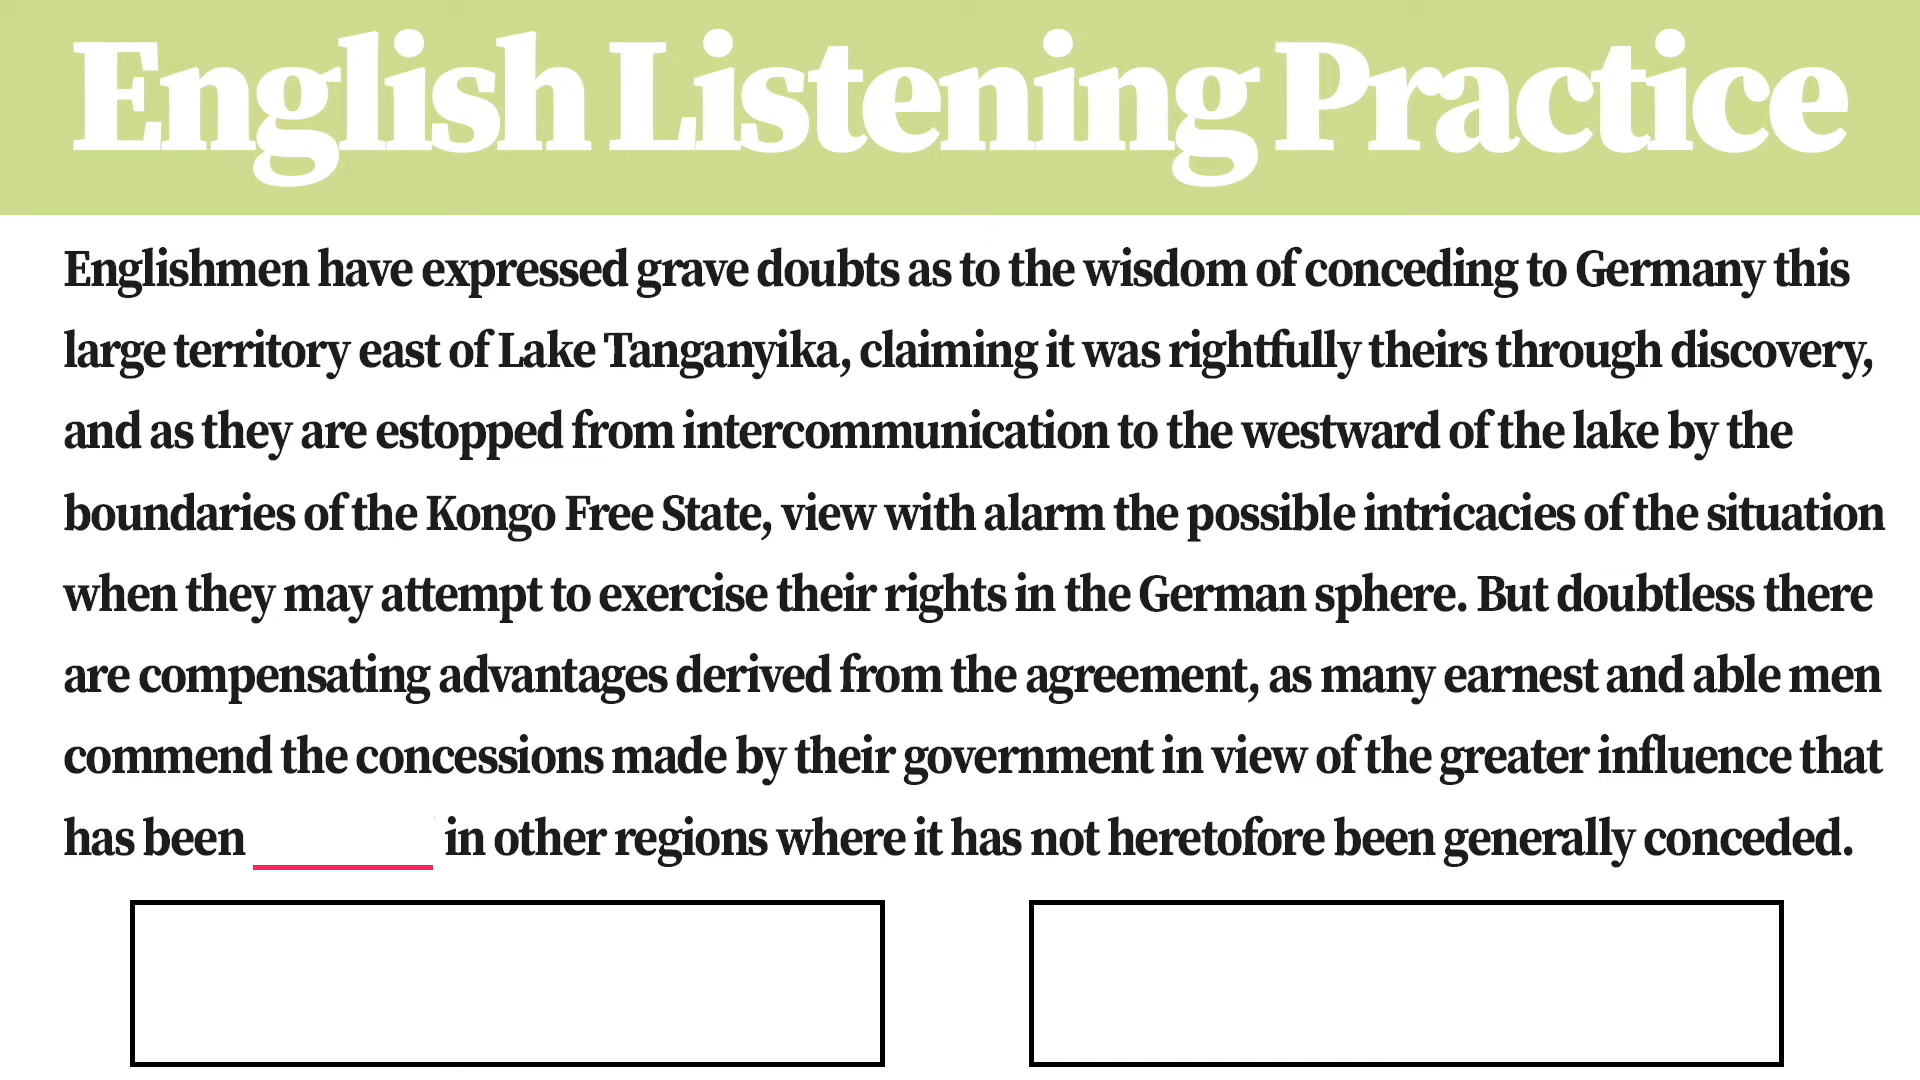 English Listening Practice
Englishmen have expressed grave doubts as to the wisdom of conceding to Germany this
large territory east of Lake Tanganyika, claiming it was rightfully theirs through discovery,
and as they are estopped from intercommunication to the westward of the lake by the
boundaries of the Kongo Free State, view with alarm the possible intricacies of the situation
when they may attempt to exercise their rights in the German sphere. But doubtless there
are compensating advantages derived from the agreement, as many earnest and able men
commend the concessions made by their government in view of the greater influence that
has been ______ in other regions where it has not heretofore been generally conceded.